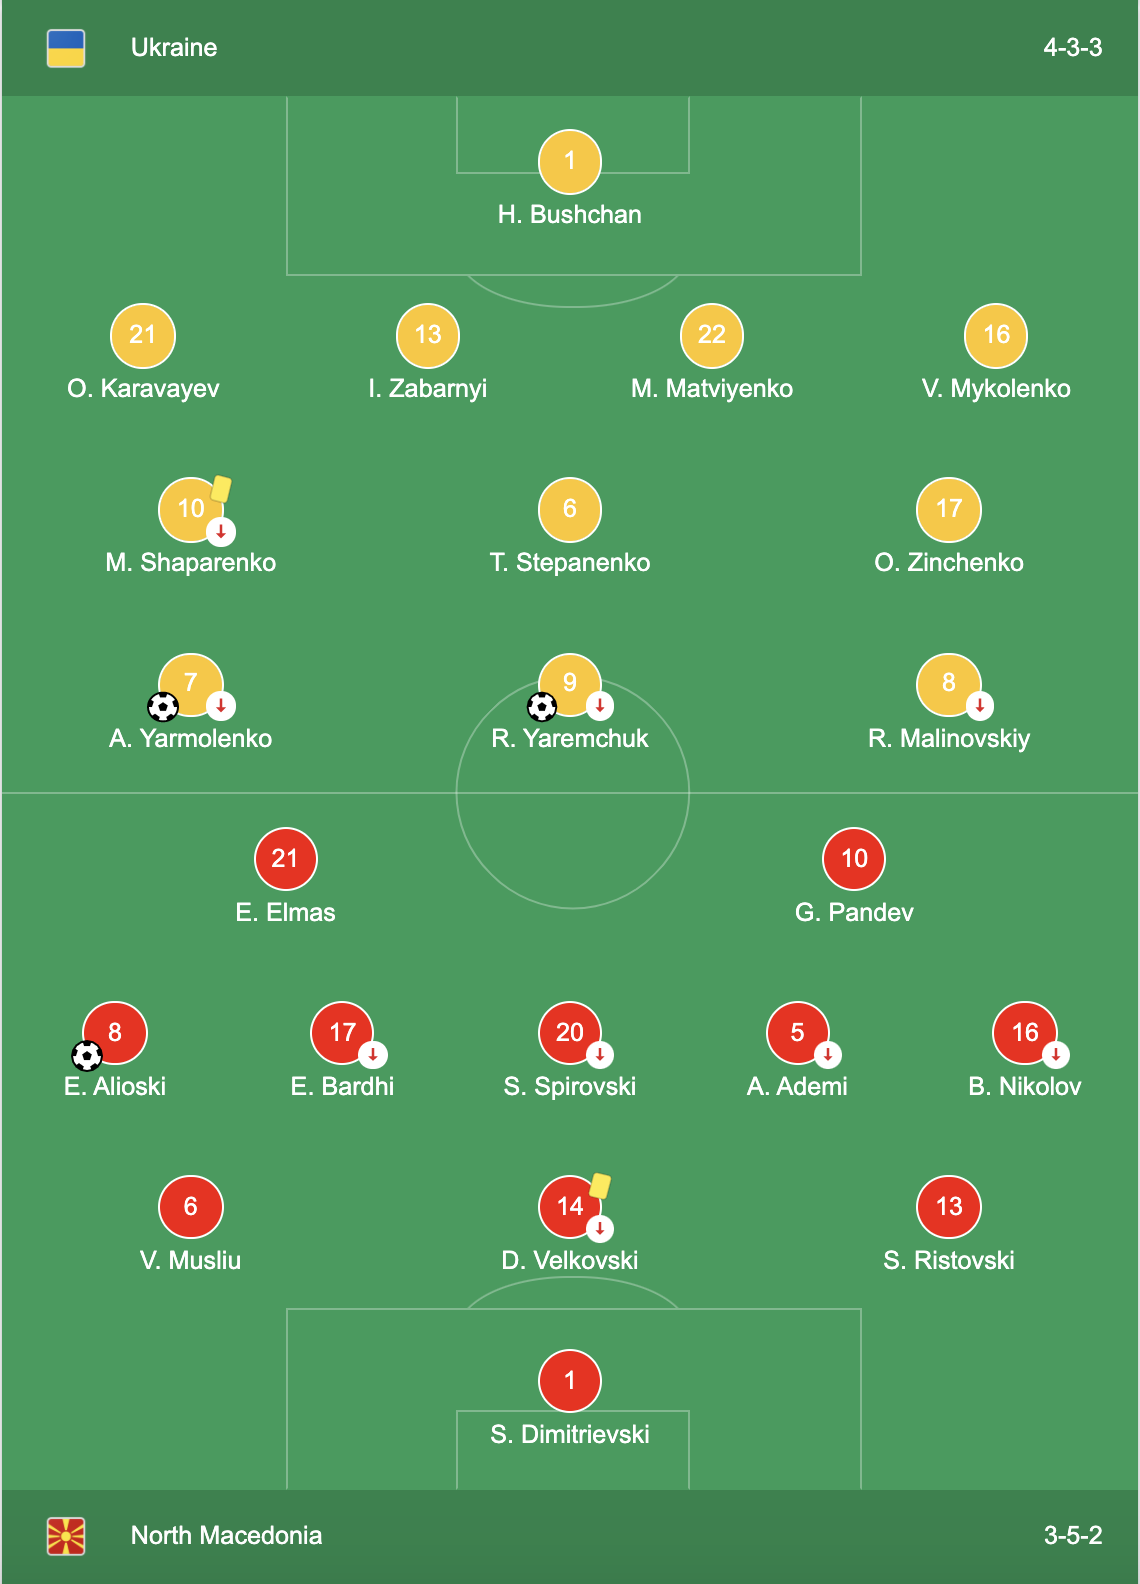 Ukraine 4-3-3
1
H. Bushchan
21 13 22 16
O. Karavayev I. Zabarnyi M. Matviyenko V. Mykolenko
10 6 17
M. Shaparenko T. Stepanenko O. Zinchenko
7 9 8
A. Yarmolenko R. Yaremchuk R. Malinovskiy
21 10
E. Elmas G. Pandev
8 17 20 5 16
E. Alioski E. Bardhi S. Spirovski A. Ademi B. Nikolov
6 14 13
V. Musliu D. Velkovski S. Ristovski
1
S. Dimitrievski
North Macedonia 3-5-2